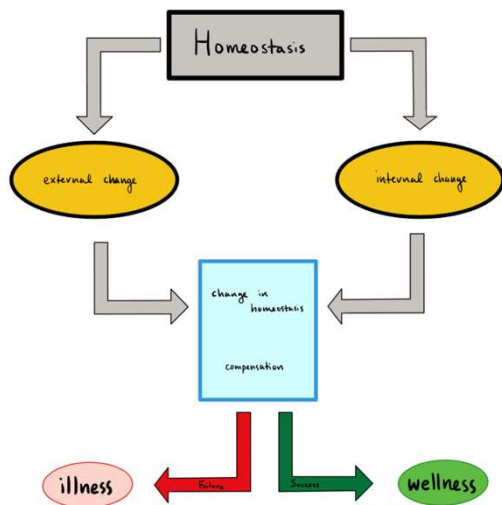 Homeostasis
external change
internal change
change in
homeostasis
compensation
Failure
Success
illness
wellness